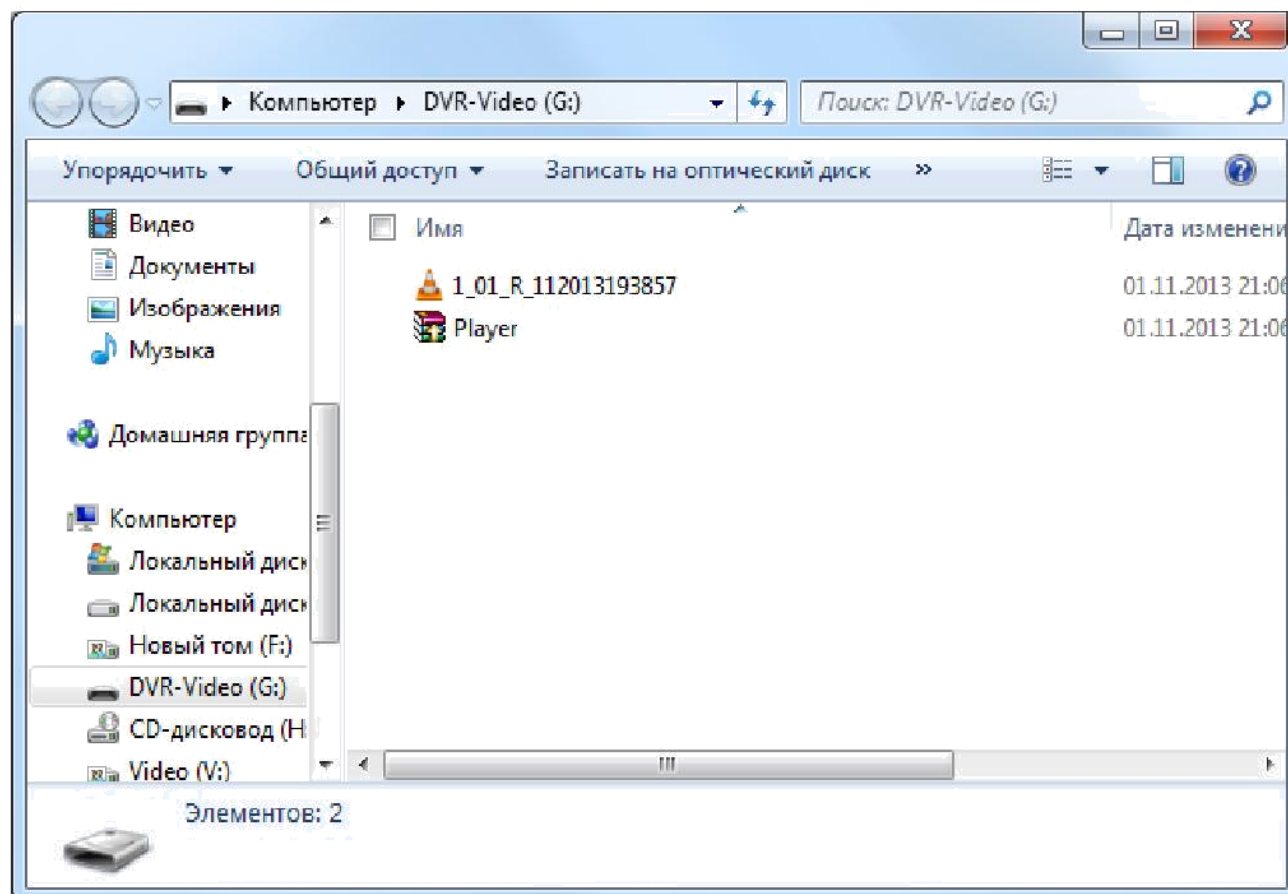 Компьютер DVR-Video (G:)
Поиск: DVR-Video (G:)
Упорядочить Общий доступ Записать на оптический диск »
Видео
Документы
Изображения
Музыка
Домашняя группа
Компьютер
Локальный диск
Локальный диск
Новый том (F:)
DVR-Video (G:)
CD-дисковод (H:
Video (V:)
Имя Дата изменени
1_01_R_112013193857 01.11.2013 21:06
Player 01.11.2013 21:06
Элементов: 2